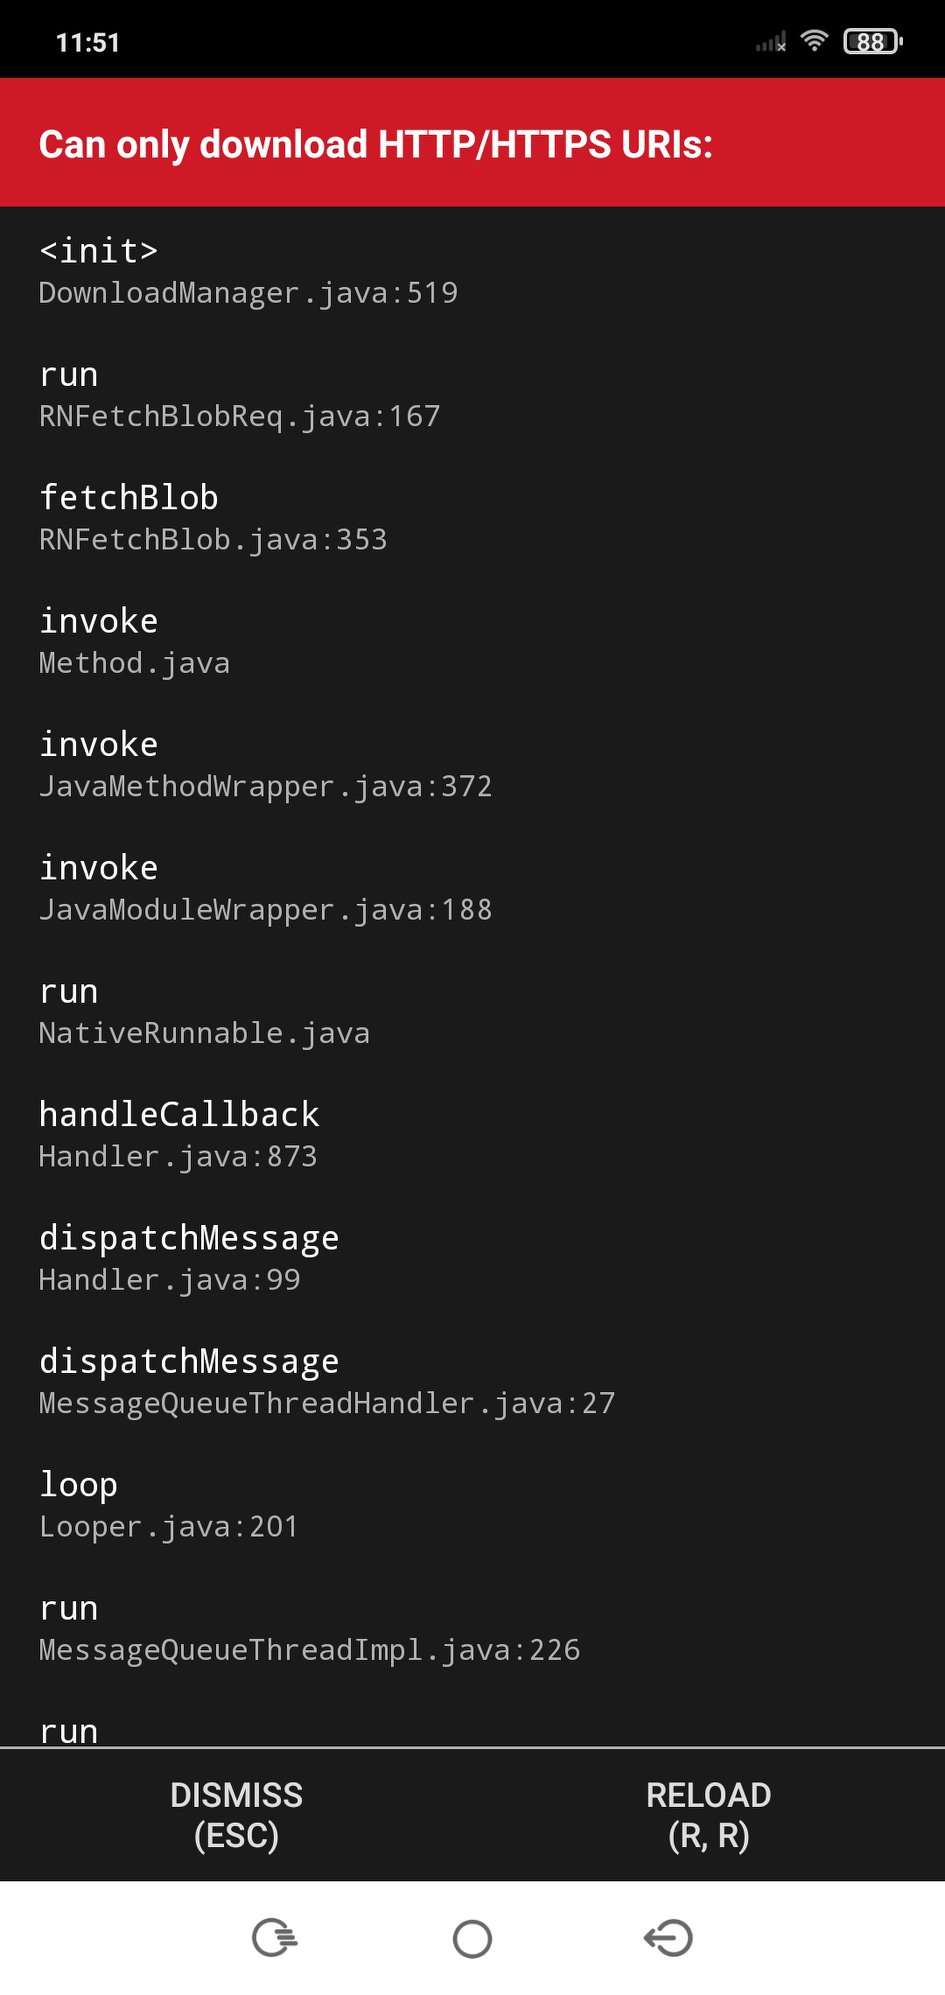 11:51
88
Can only download HTTP/HTTPS URIs:
<init>
DownloadManager.java:519
run
RNFetchBlobReq.java:167
fetchBlob
RNFetchBlob.java:353
invoke
Method.java
invoke
JavaMethodWrapper.java:372
invoke
JavaModuleWrapper.java:188
run
NativeRunnable.java
handleCallback
Handler.java:873
dispatchMessage
Handler.java:99
dispatchMessage
MessageQueueThreadHandler.java:27
loop
Looper.java:201
run
MessageQueueThreadImpl.java:226
run
DISMISS
(ESC)
RELOAD
(R, R)